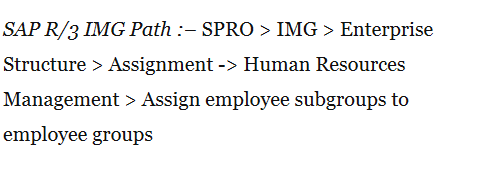 SAP R/3 IMG Path :– SPRO > IMG > Enterprise
Structure > Assignment -> Human Resources
Management > Assign employee subgroups to
employee groups